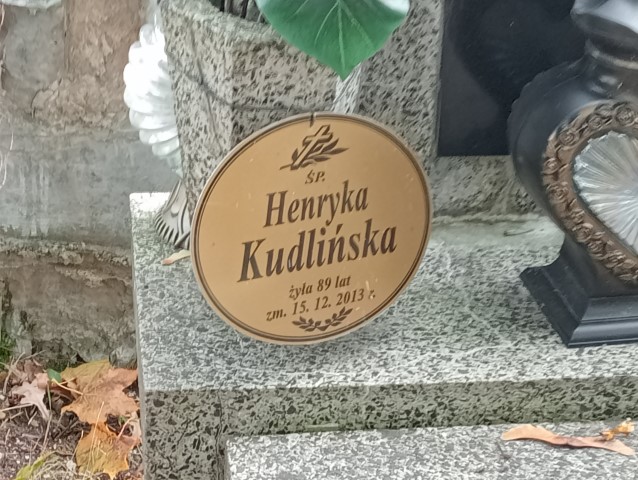 ŚP.
Henryka
Kudlińska
żyła 89 lat
zm. 15. 12. 2013 r.